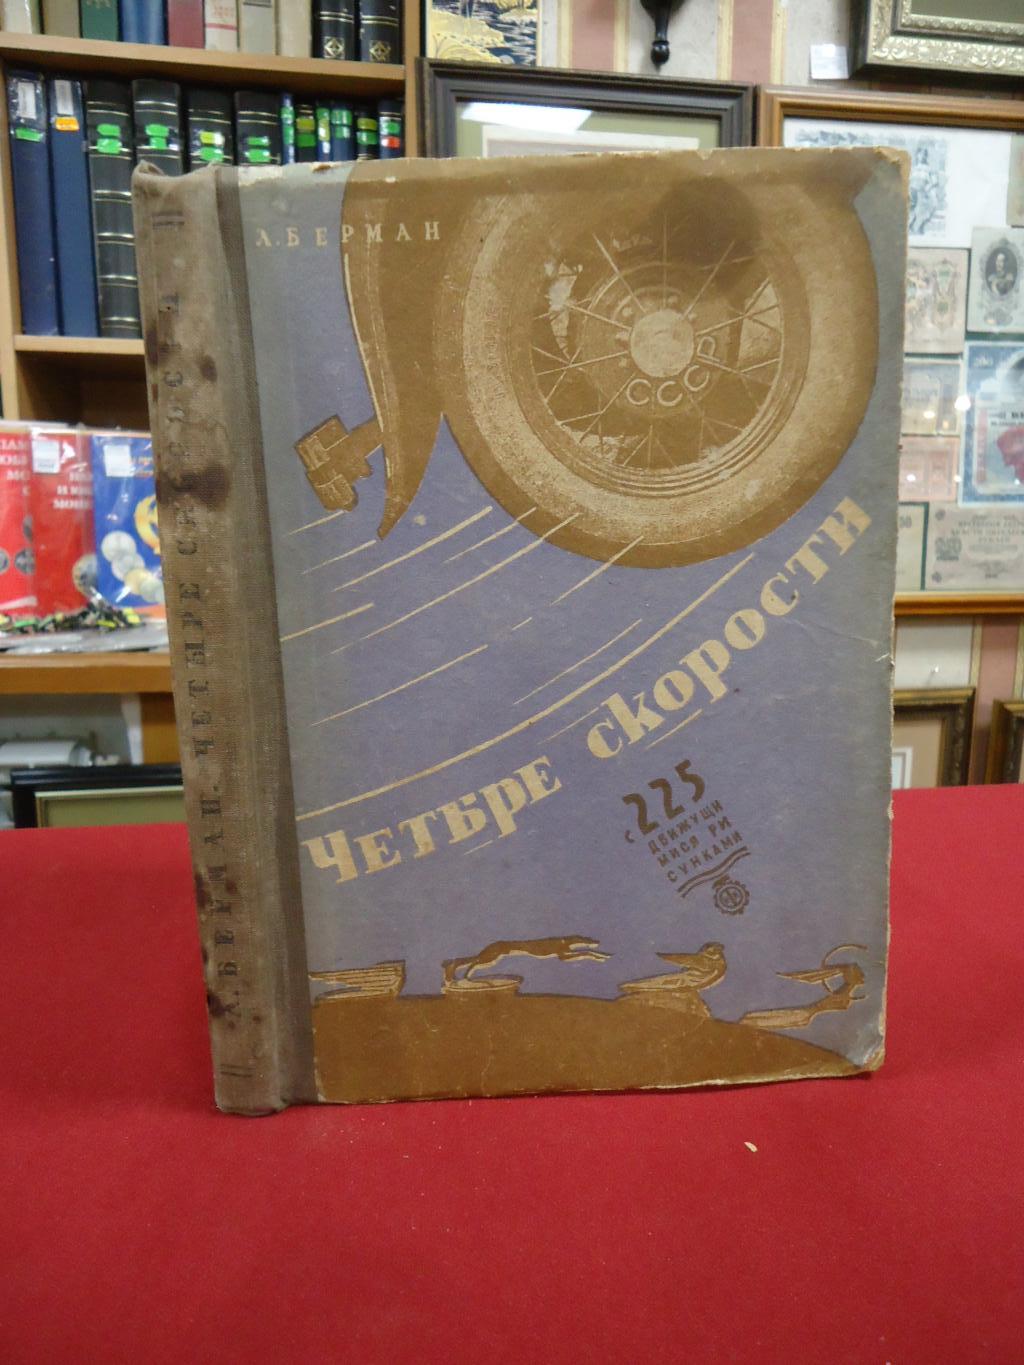 Л. БЕРМАН
СССР
ЧЕТЫРЕ СКОРОСТИ
С 225
ДВИЖУЩИ
МИСЯ РИ
СУНКАМИ
Л. БЕРМАН. ЧЕТЫРЕ СКОРОСТИ